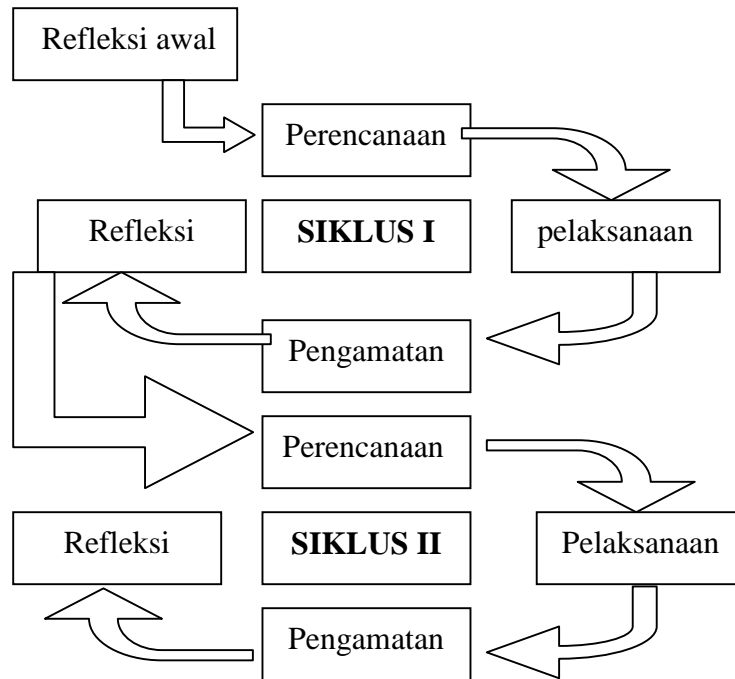 Refleksi awal
Perencanaan
Refleksi
SIKLUS I
pelaksanaan
Pengamatan
Perencanaan
Refleksi
SIKLUS II
Pelaksanaan
Pengamatan